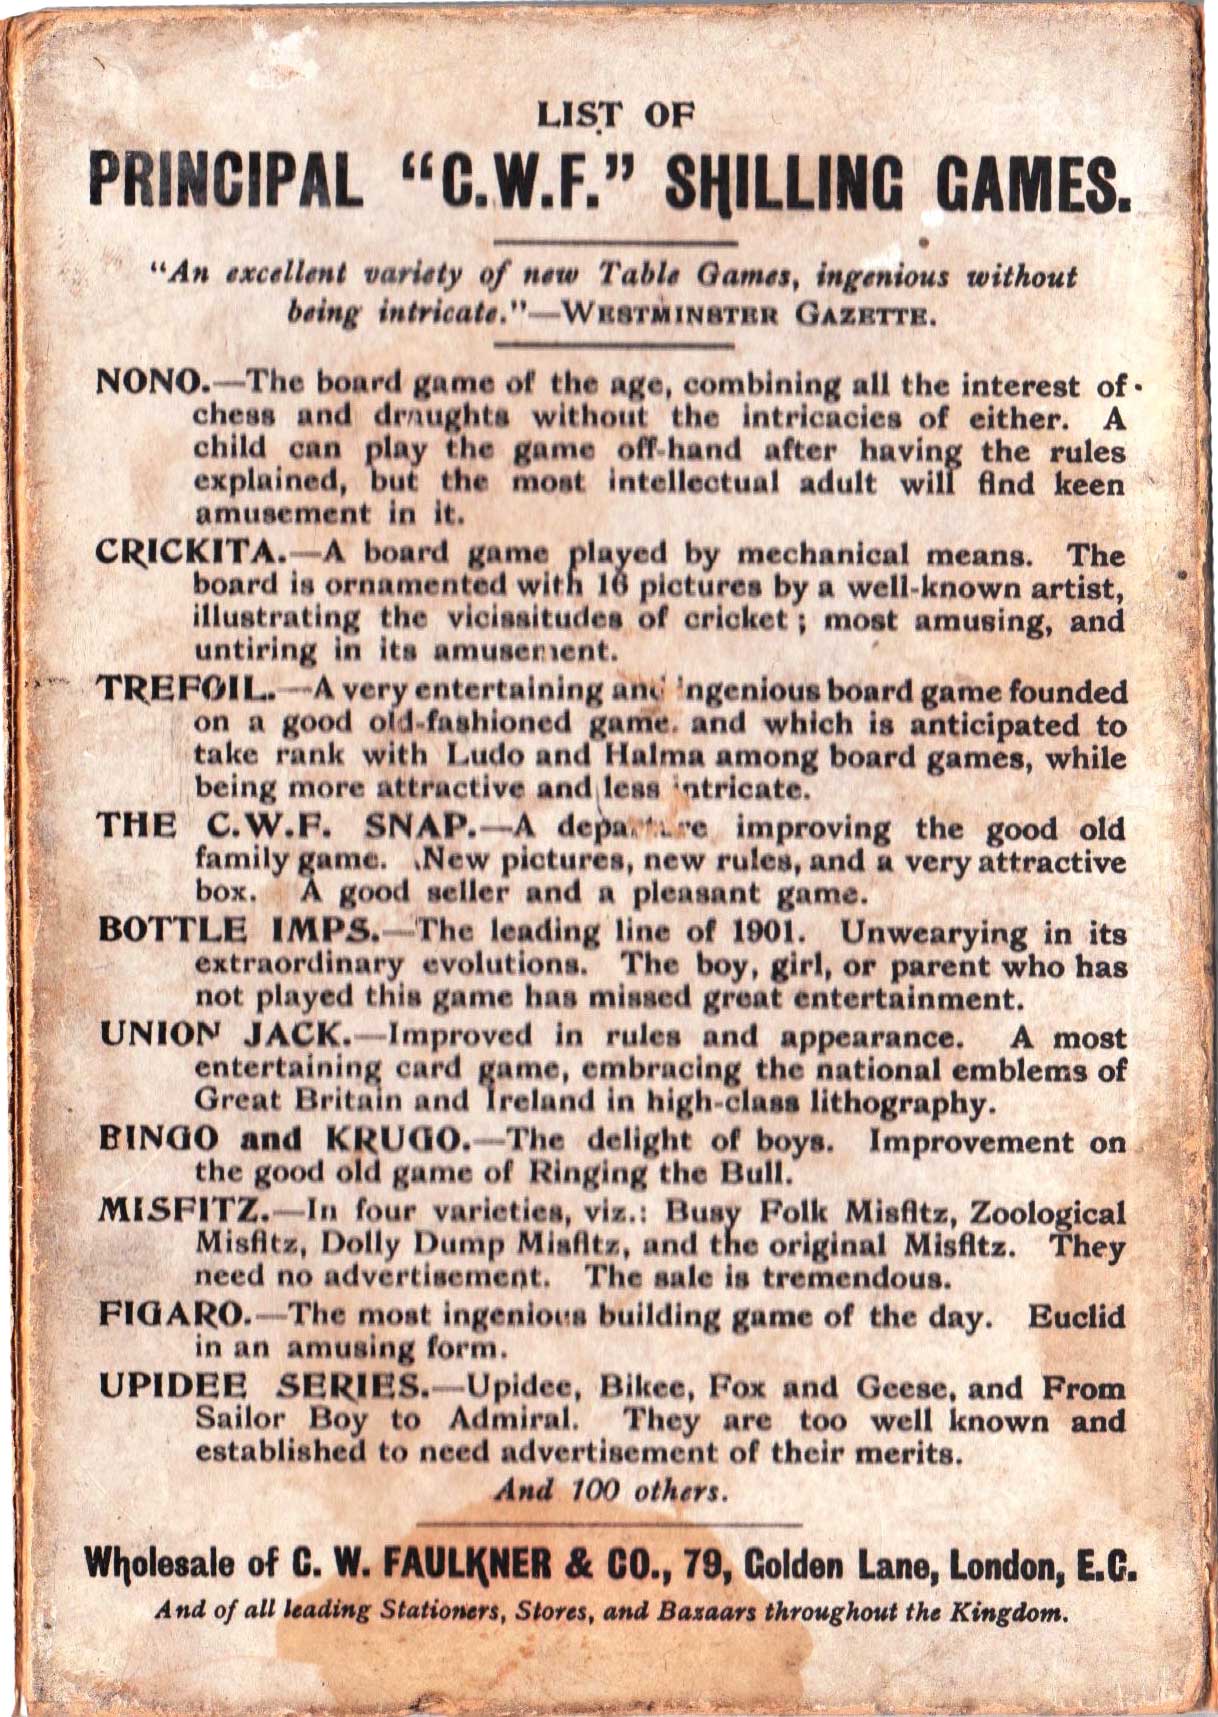 LIST OF
PRINCIPAL “C.W.F.” SHILLING GAMES.
“An excellent variety of new Table Games, ingenious without
being intricate.”—WESTMINSTER GAZETTE.
NONO.—The board game of the age, combining all the interest of
chess and draughts without the intricacies of either. A
child can play the game off-hand after having the rules
explained, but the most intellectual adult will find keen
amusement in it.
CRICKITA.—A board game played by mechanical means. The
board is ornamented with 16 pictures by a well-known artist,
illustrating the vicissitudes of cricket; most amusing, and
untiring in its amusement.
TREFOIL.—A very entertaining and ingenious board game founded
on a good old-fashioned game. and which is anticipated to
take rank with Ludo and Halma among board games, while
being more attractive and less intricate.
THE C.W.F. SNAP.—A departure improving the good old
family game. New pictures, new rules, and a very attractive
box. A good seller and a pleasant game.
BOTTLE IMPS.—The leading line of 1901. Unwearying in its
extraordinary evolutions. The boy, girl, or parent who has
not played this game has missed great entertainment.
UNION JACK.—Improved in rules and appearance. A most
entertaining card game, embracing the national emblems of
Great Britain and Ireland in high-class lithography.
BINGO and KRUGO.—The delight of boys. Improvement on
the good old game of Ringing the Bull.
MISFITZ.—In four varieties, viz.: Busy Folk Misfitz, Zoological
Misfitz, Dolly Dump Misfitz, and the original Misfitz. They
need no advertisement. The sale is tremendous.
FIGARO.—The most ingenious building game of the day. Euclid
in an amusing form.
UPIDEE SERIES.—Upidee, Bikee, Fox and Geese, and From
Sailor Boy to Admiral. They are too well known and
established to need advertisement of their merits.
And 100 others.
Wholesale of C. W. FAULKNER & CO., 79, Golden Lane, London, E.C.
And of all leading Stationers, Stores, and Bazaars throughout the Kingdom.